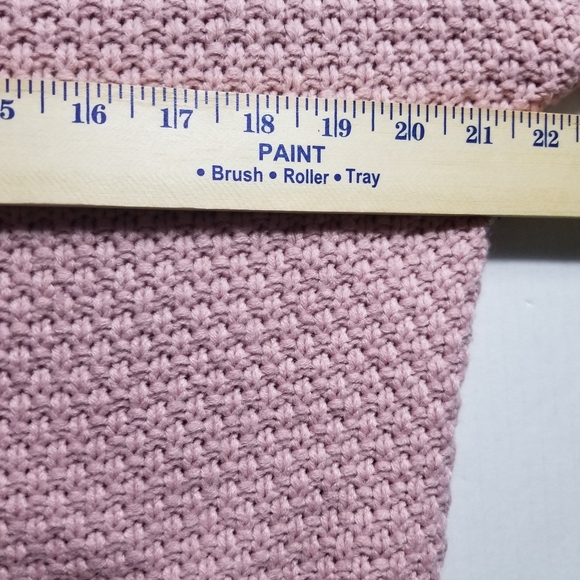 5 16 17 18 19 20 21 22
PAINT
• Brush • Roller • Tray